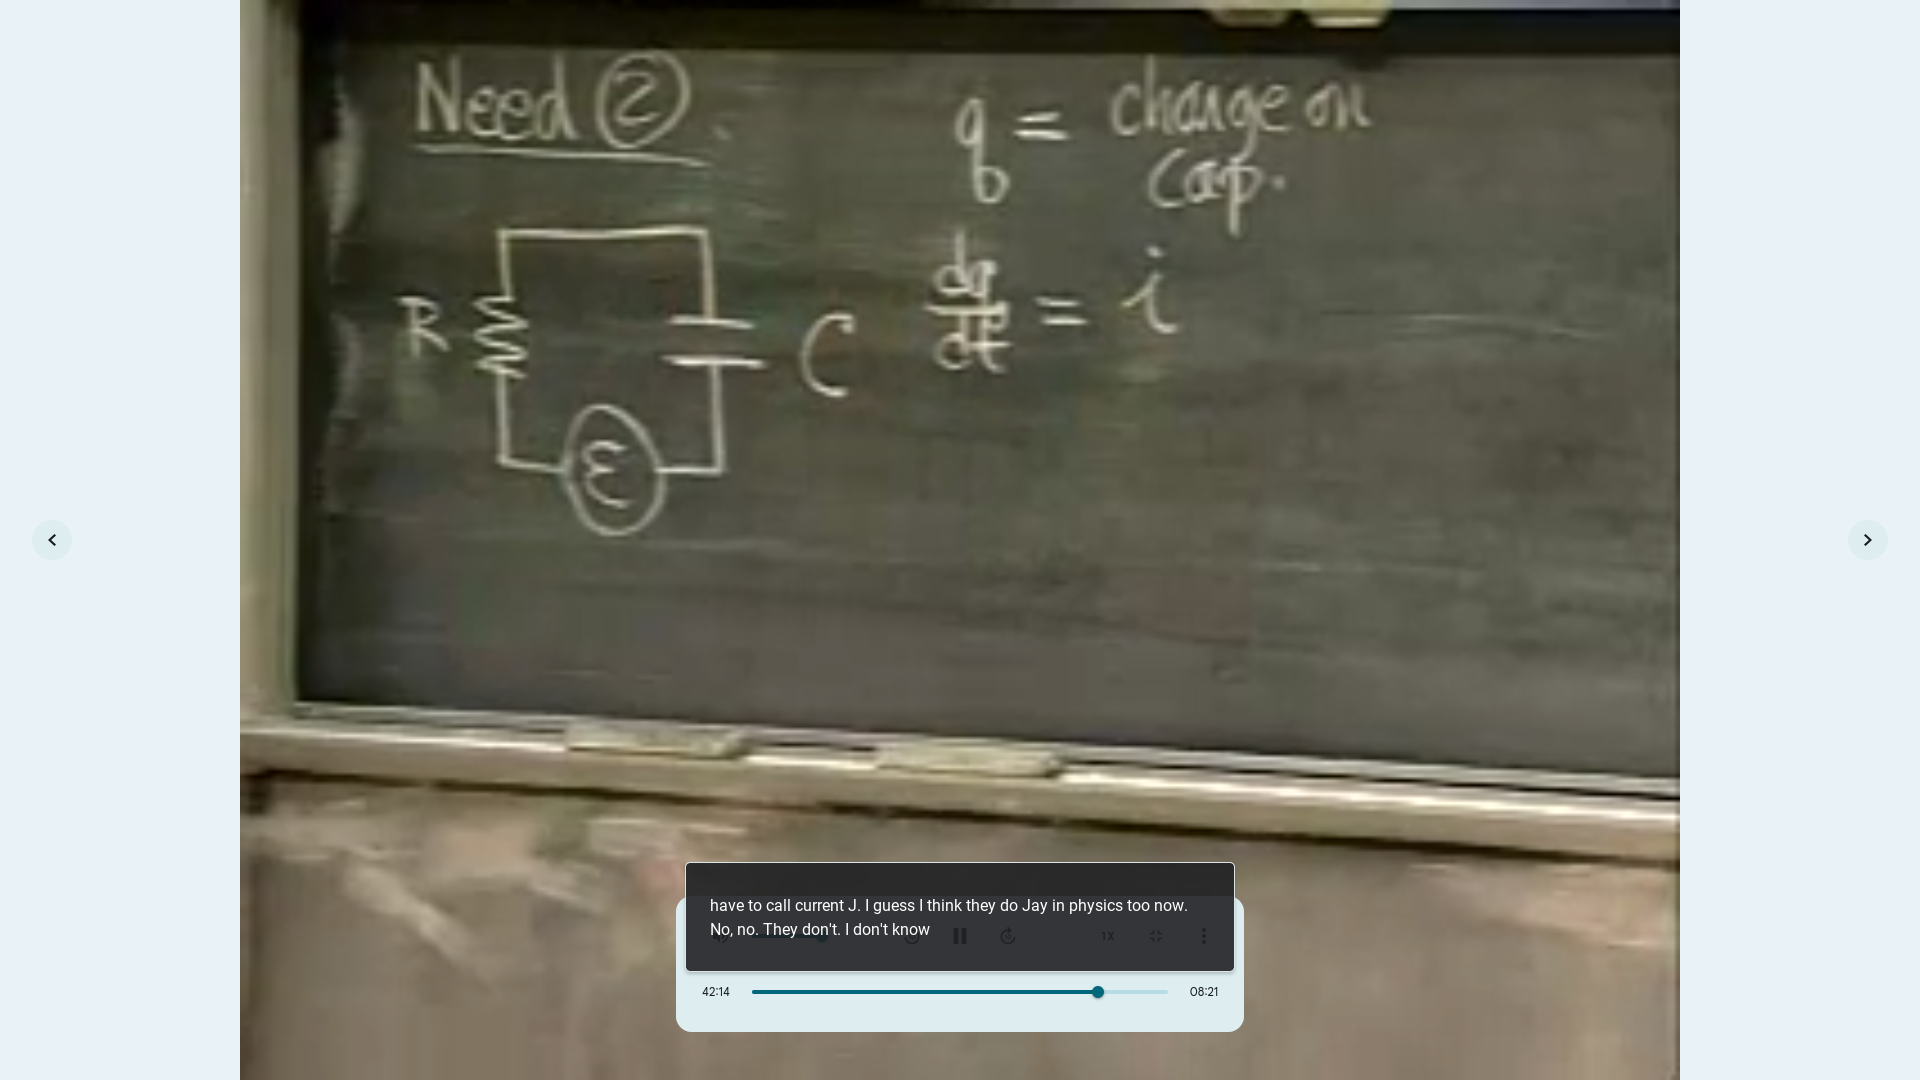 Need ②
q = charge on
cap.
R
C
dq
dt
= i
ε
have to call current J. I guess I think they do Jay in physics too now.
No, no. They don't. I don't know
1X
42:14
08:21